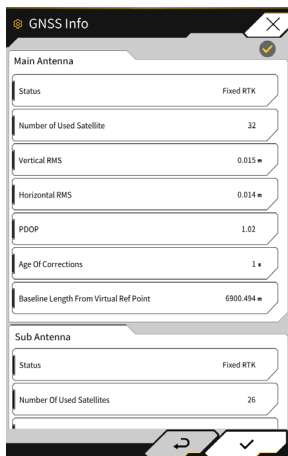 GNSS Info
Main Antenna
Status Fixed RTK
Number of Used Satellite 32
Vertical RMS 0.015 m
Horizontal RMS 0.014 m
PDOP 1.02
Age Of Corrections 1 s
Baseline Length From Virtual Ref Point 6900.494 m
Sub Antenna
Status Fixed RTK
Number Of Used Satellites 26